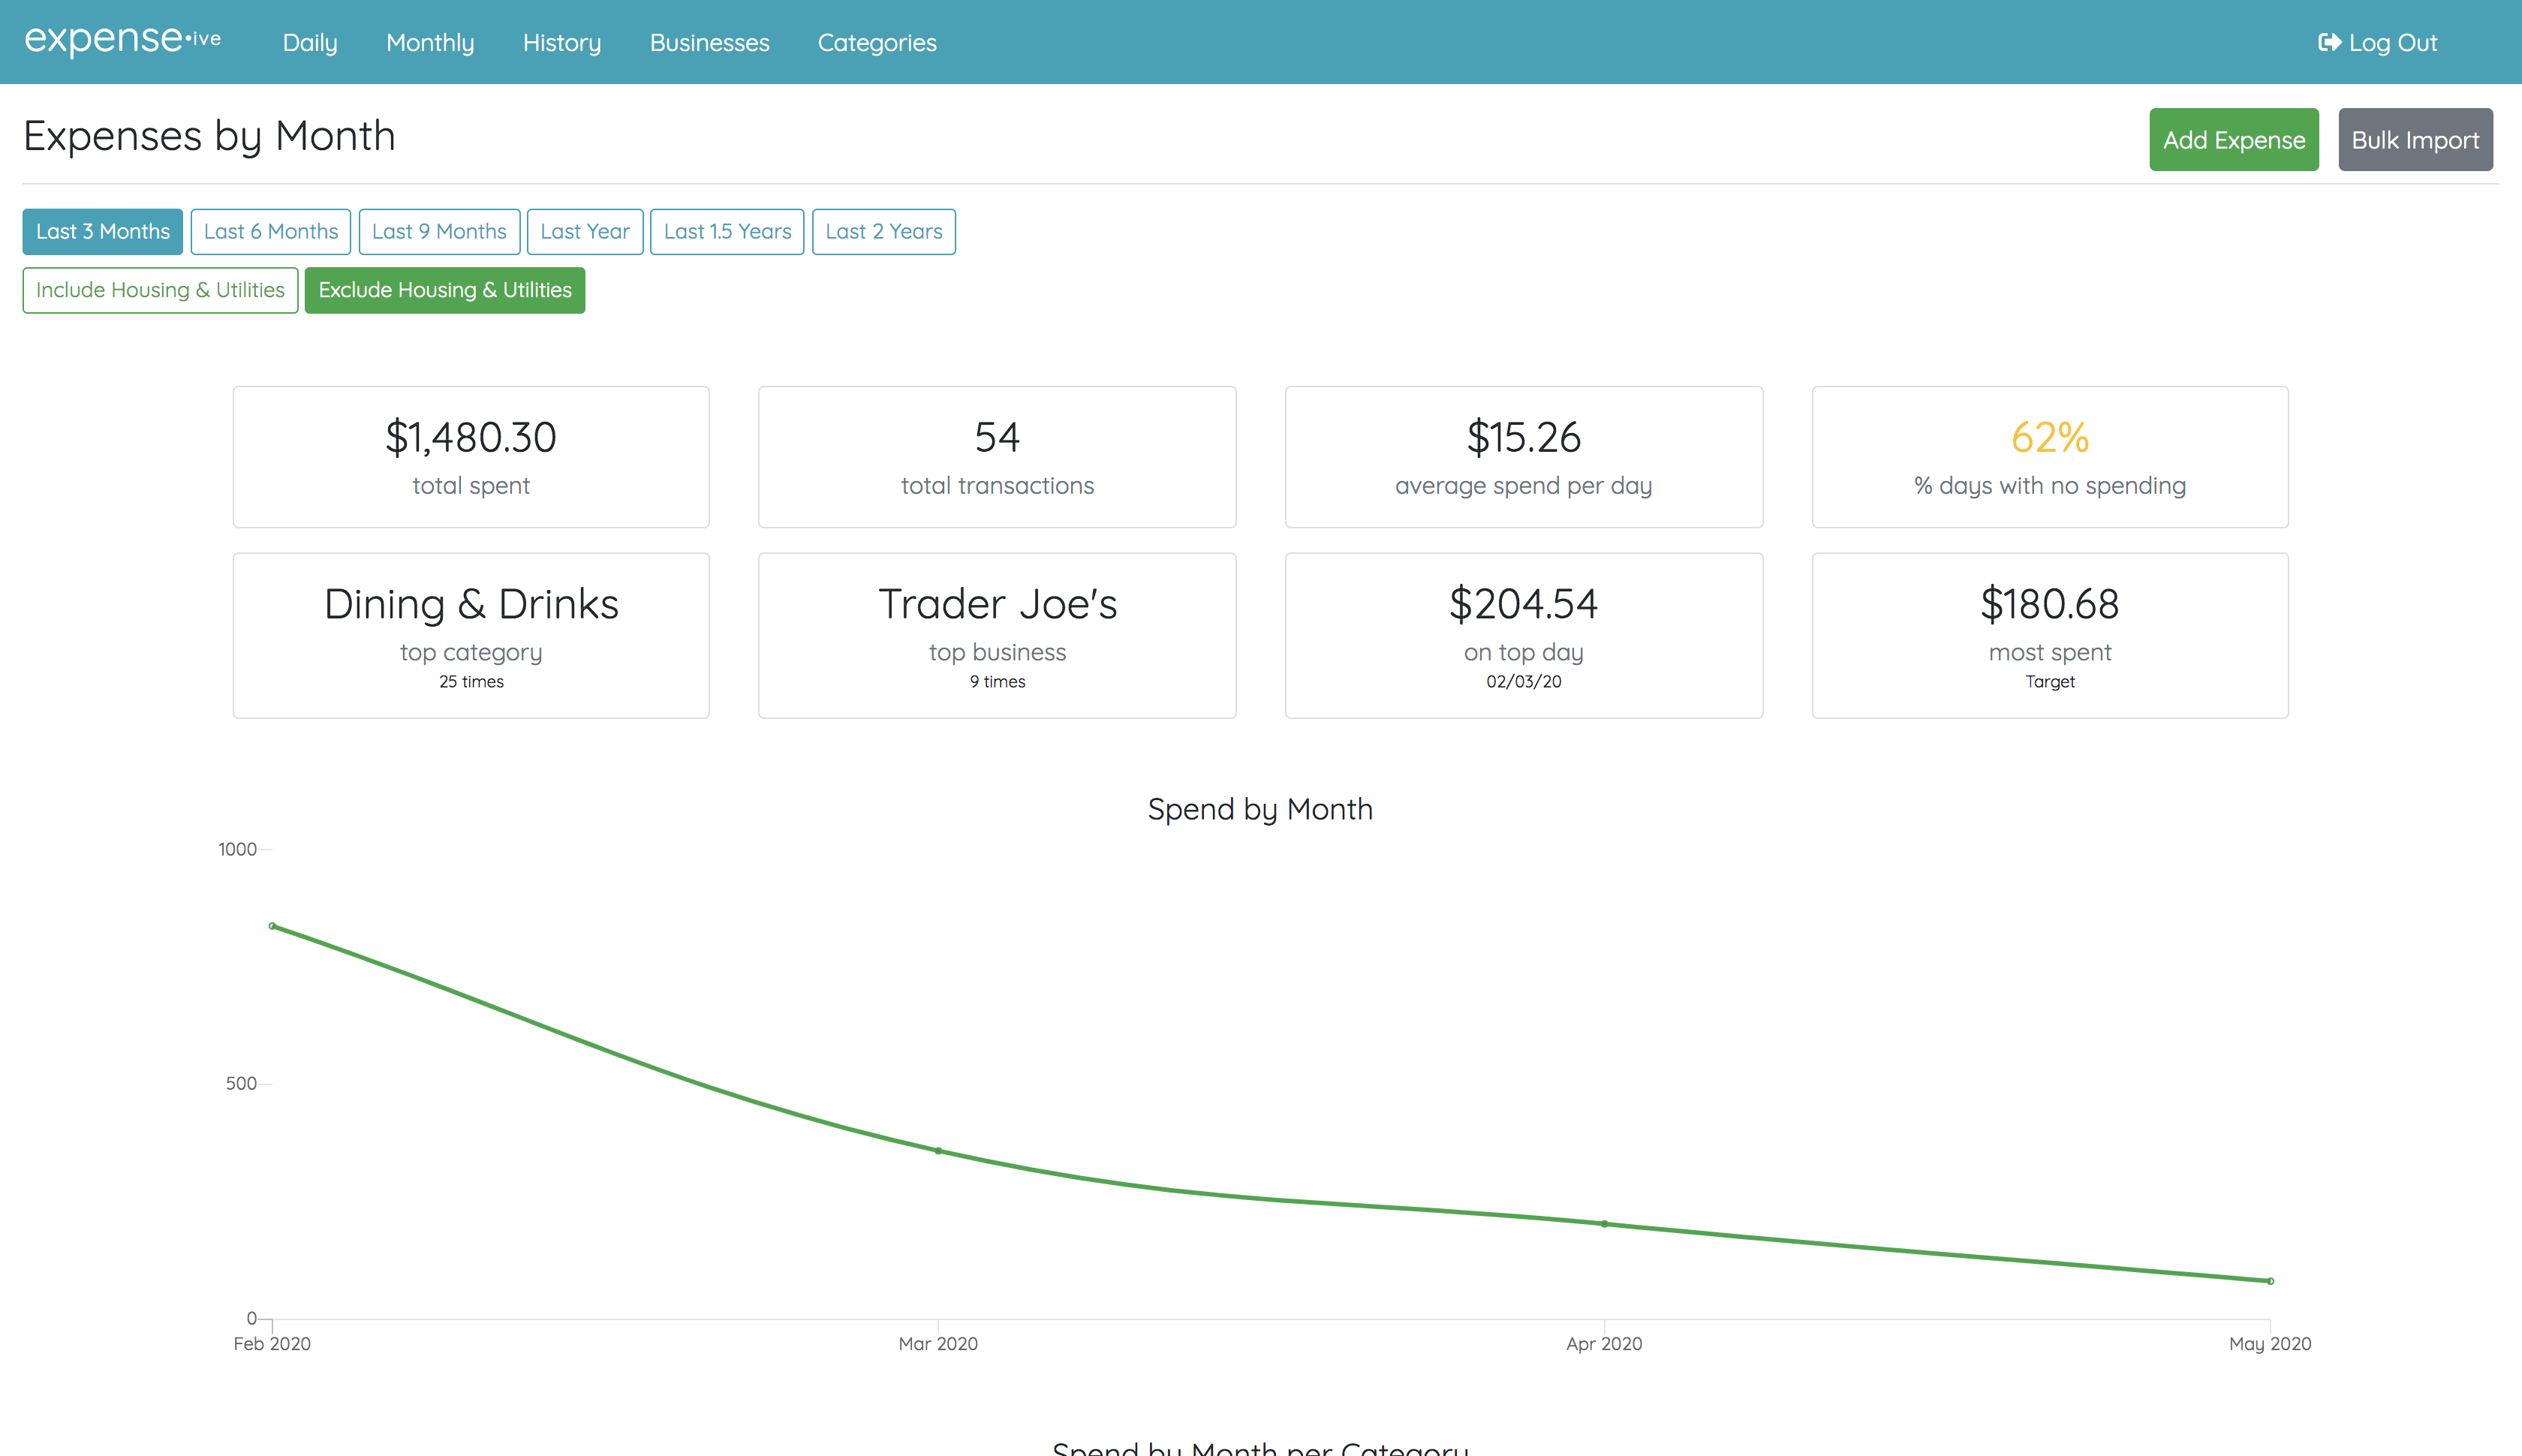 expense•ive Daily Monthly History Businesses Categories Log Out
Expenses by Month Add Expense Bulk Import
Last 3 Months Last 6 Months Last 9 Months Last Year Last 1.5 Years Last 2 Years
Include Housing & Utilities Exclude Housing & Utilities
$1,480.30 54 $15.26 62%
total spent total transactions average spend per day % days with no spending
Dining & Drinks Trader Joe's $204.54 $180.68
top category top business on top day most spent
25 times 9 times 02/03/20 Target
Spend by Month
1000
500
0
Feb 2020 Mar 2020 Apr 2020 May 2020
Spend by Month per Category